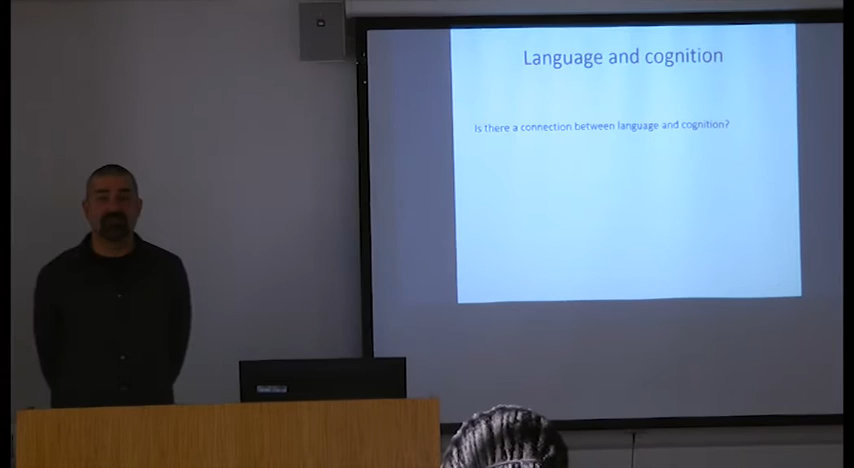 Language and cognition
Is there a connection between language and cognition?